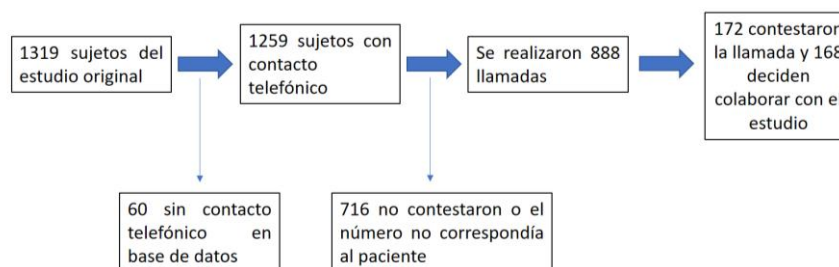 1319 sujetos del
estudio original
1259 sujetos con
contacto
telefónico
Se realizaron 888
llamadas
172 contestaron
la llamada y 168
deciden
colaborar con el
estudio
60 sin contacto
telefónico en
base de datos
716 no contestaron o el
número no correspondía
al paciente